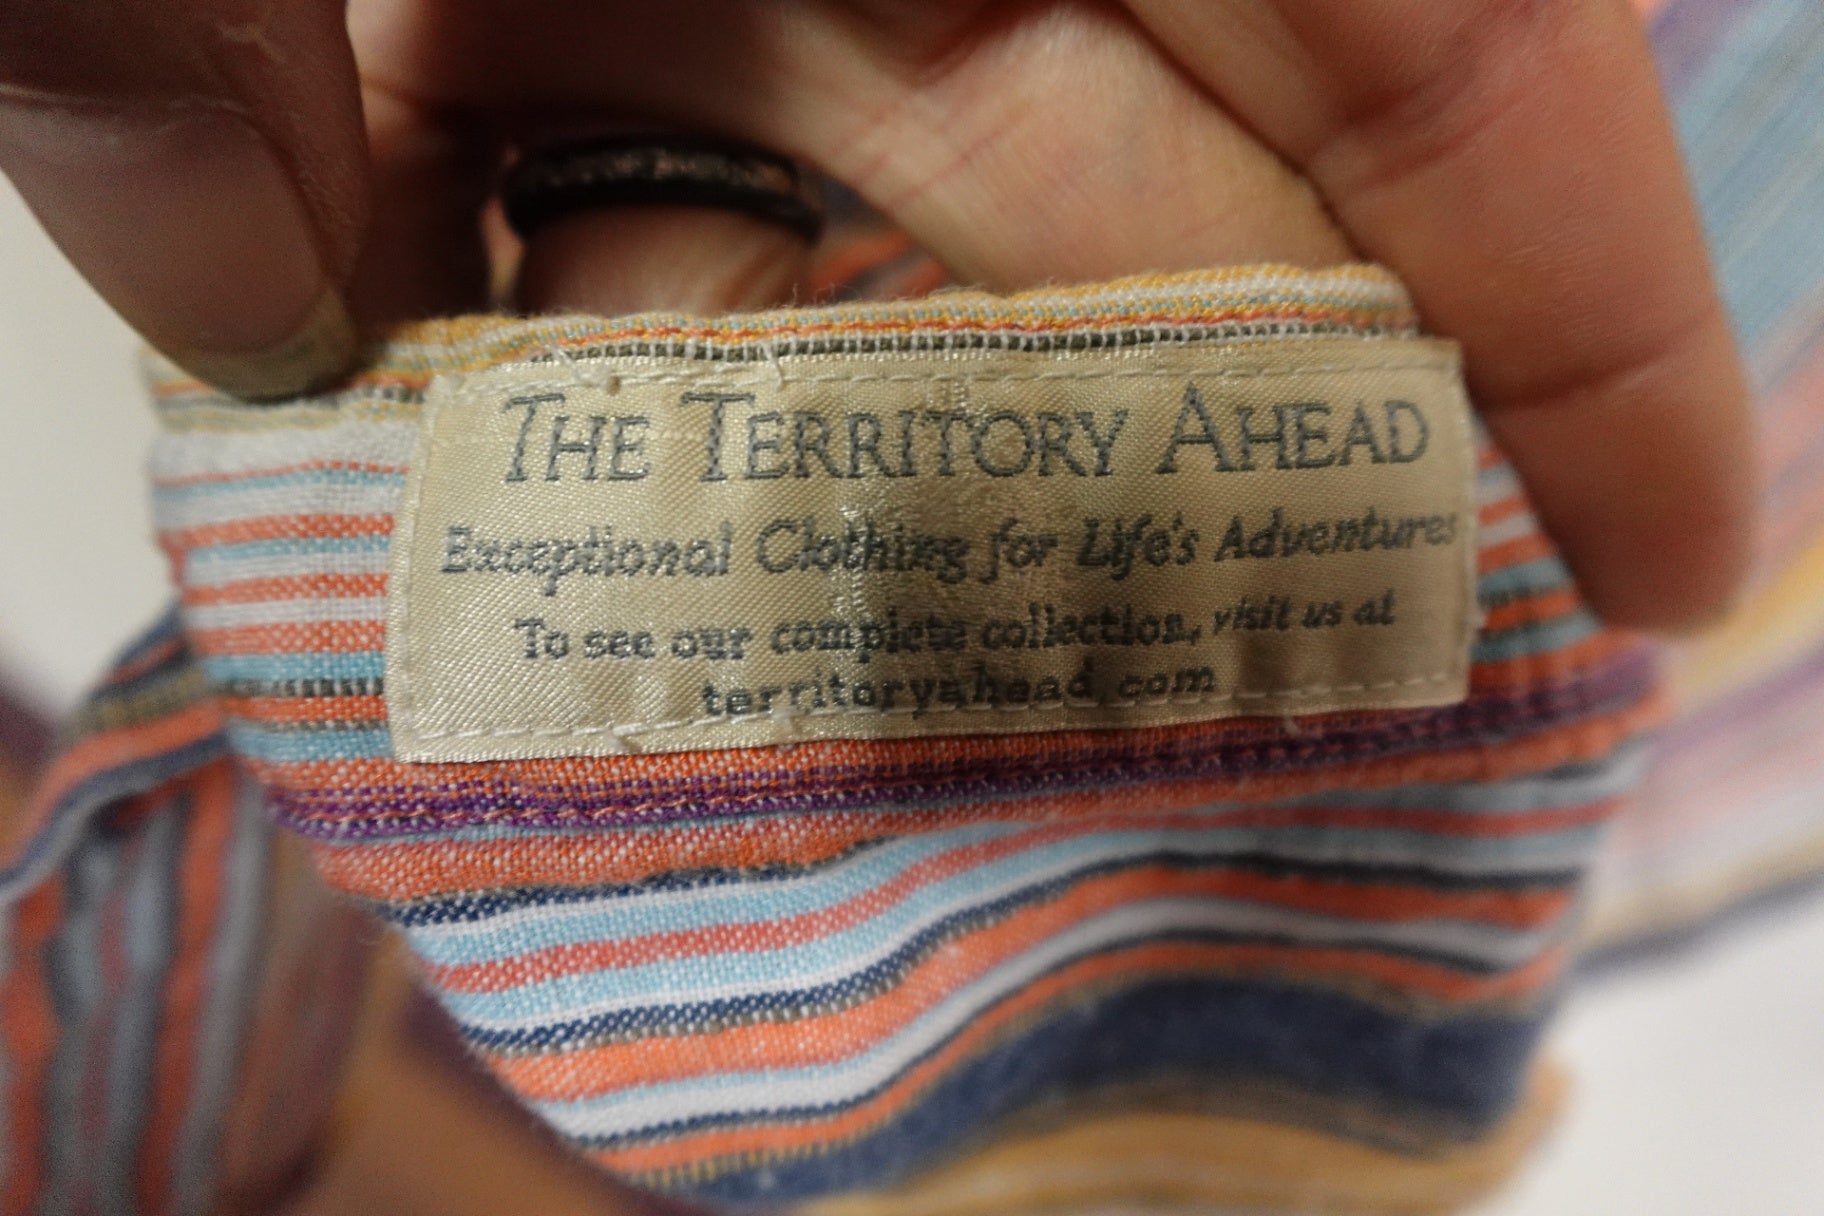 THE TERRITORY AHEAD
Exceptional Clothing for Life's Adventures
To see our complete collection, visit us at
territoryahead.com